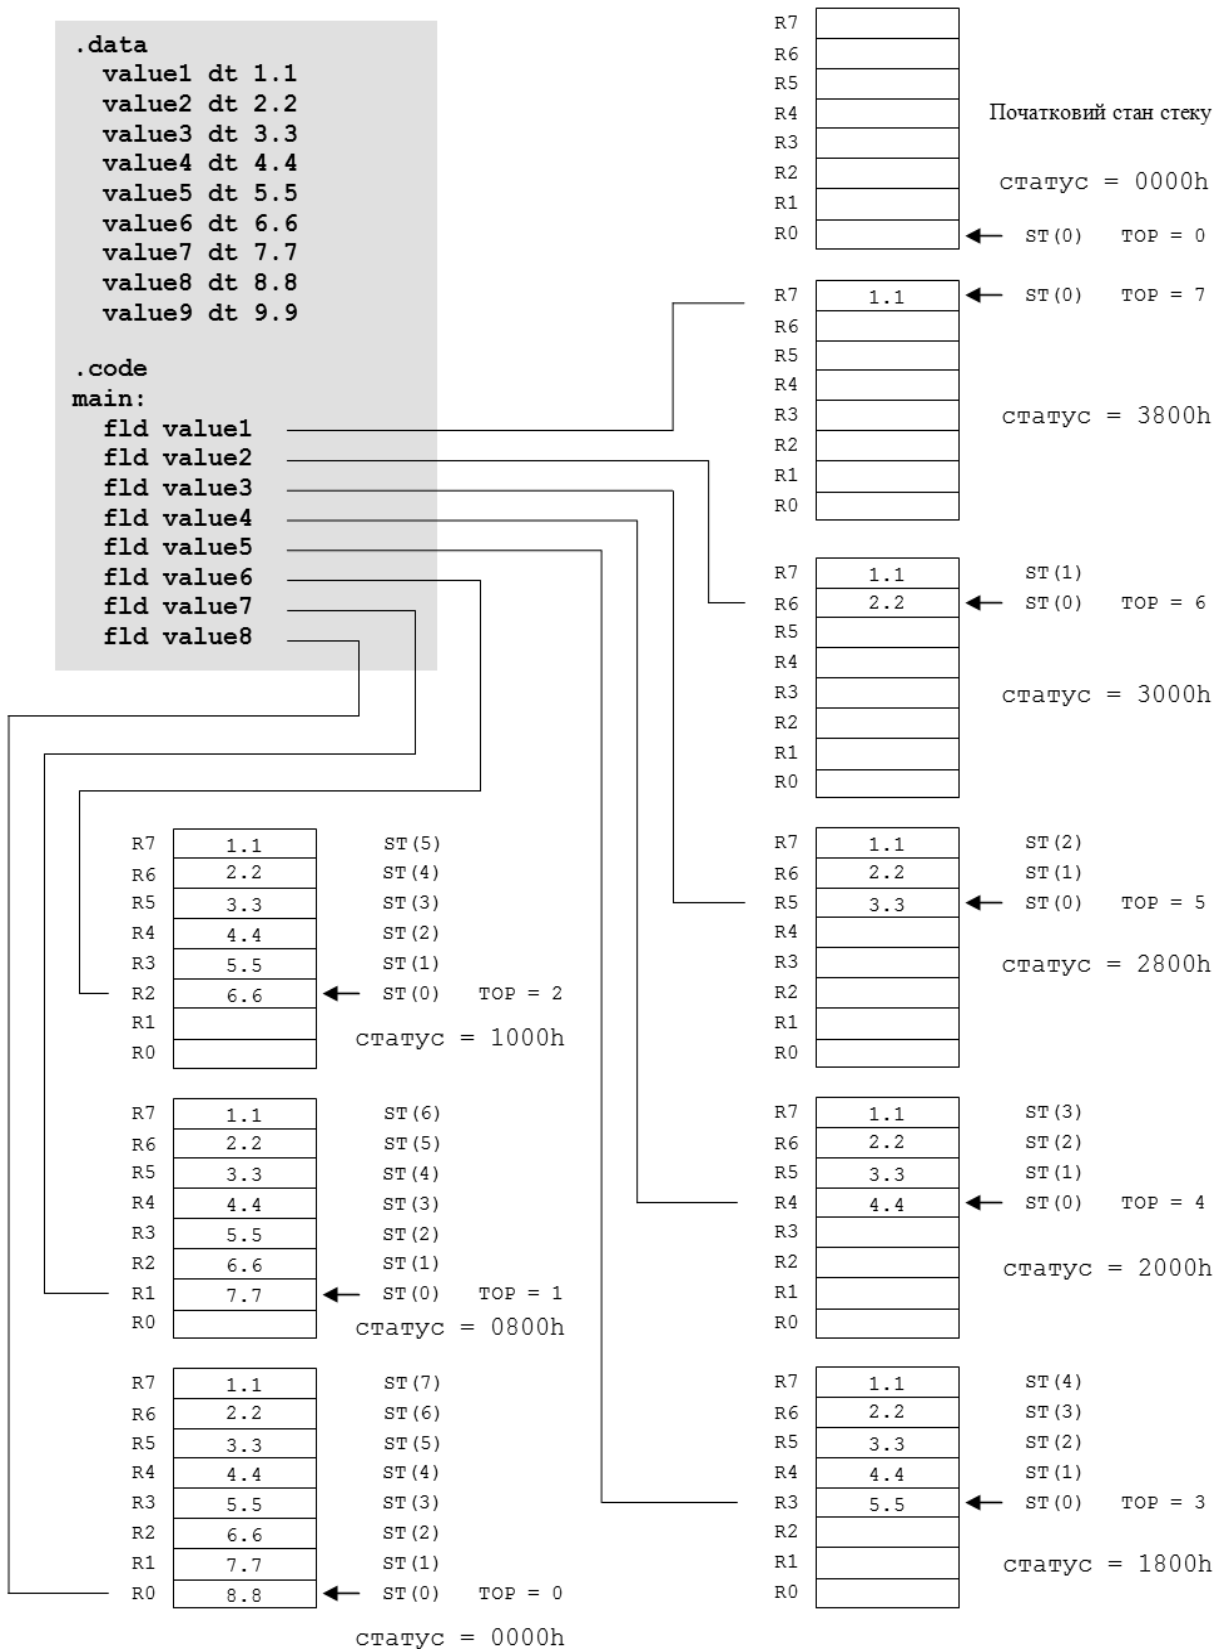 .data
value1 dt 1.1
value2 dt 2.2
value3 dt 3.3
value4 dt 4.4
value5 dt 5.5
value6 dt 6.6
value7 dt 7.7
value8 dt 8.8
value9 dt 9.9
.code
main:
fld value1
fld value2
fld value3
fld value4
fld value5
fld value6
fld value7
fld value8
R7
R6
R5
R4 Початковий стан стеку
R3
R2 статус = 0000h
R1
R0 ST(0) TOP = 0
R7 1.1 ST(0) TOP = 7
R6
R5
R4
R3 статус = 3800h
R2
R1
R0
R7 1.1 ST(1)
R6 2.2 ST(0) TOP = 6
R5
R4
R3 статус = 3000h
R2
R1
R0
R7 1.1 ST(2)
R6 2.2 ST(1)
R5 3.3 ST(0) TOP = 5
R4
R3 статус = 2800h
R2
R1
R0
R7 1.1 ST(3)
R6 2.2 ST(2)
R5 3.3 ST(1)
R4 4.4 ST(0) TOP = 4
R3
R2 статус = 2000h
R1
R0
R7 1.1 ST(4)
R6 2.2 ST(3)
R5 3.3 ST(2)
R4 4.4 ST(1)
R3 5.5 ST(0) TOP = 3
R2
R1 статус = 1800h
R0
R7 1.1 ST(5)
R6 2.2 ST(4)
R5 3.3 ST(3)
R4 4.4 ST(2)
R3 5.5 ST(1)
R2 6.6 ST(0) TOP = 2
R1 статус = 1000h
R0
R7 1.1 ST(6)
R6 2.2 ST(5)
R5 3.3 ST(4)
R4 4.4 ST(3)
R3 5.5 ST(2)
R2 6.6 ST(1)
R1 7.7 ST(0) TOP = 1
R0 статус = 0800h
R7 1.1 ST(7)
R6 2.2 ST(6)
R5 3.3 ST(5)
R4 4.4 ST(4)
R3 5.5 ST(3)
R2 6.6 ST(2)
R1 7.7 ST(1)
R0 8.8 ST(0) TOP = 0
статус = 0000h